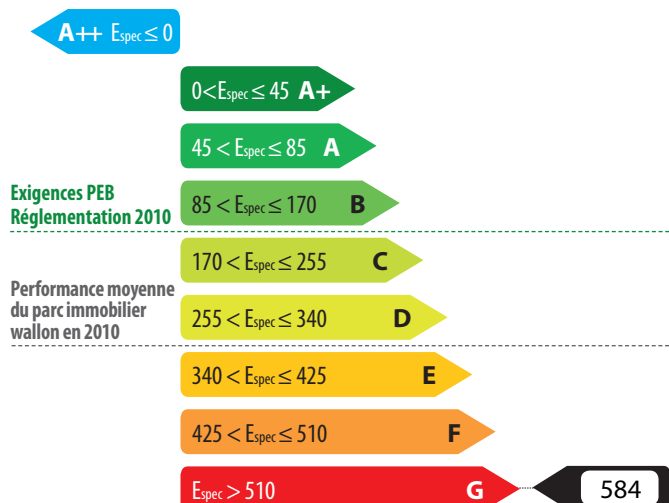 A++ Espec ≤ 0
0<Espec ≤ 45 A+
45 < Espec ≤ 85 A
Exigences PEB
Réglementation 2010
85 < Espec ≤ 170 B
170 < Espec ≤ 255 C
Performance moyenne
du parc immobilier
wallon en 2010
255 < Espec ≤ 340 D
340 < Espec ≤ 425 E
425 < Espec ≤ 510 F
Espec > 510 G 584